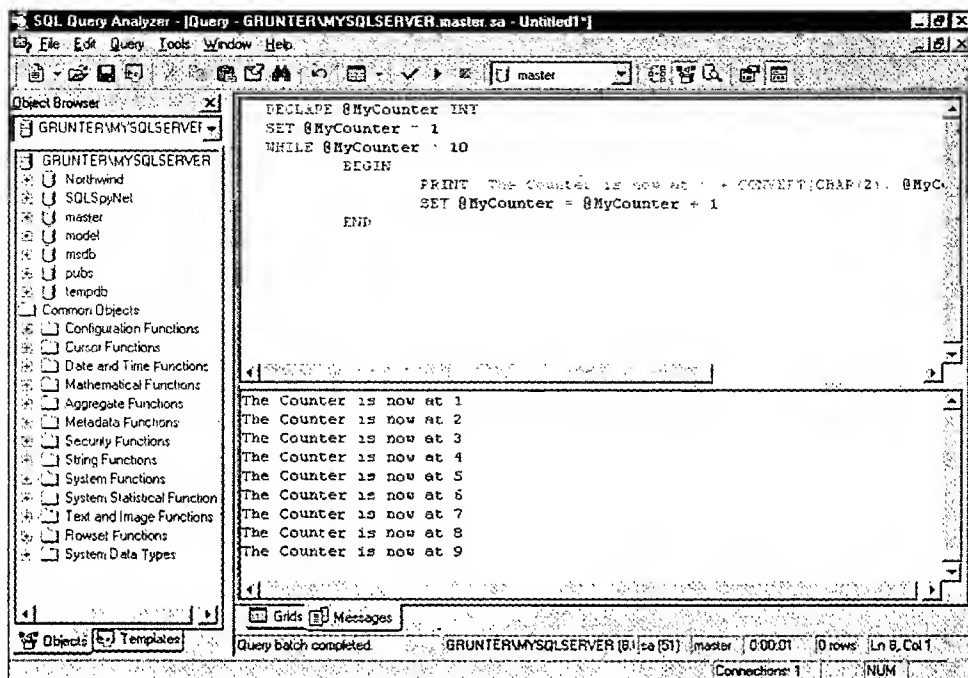 SQL Query Analyzer - [Query - GRUNTER\MYSQLSERVER.master.sa - Untitled1*]
File Edit Query Tools Window Help
master
Object Browser
GRUNTER\MYSQLSERVER
GRUNTER\MYSQLSERVER
Northwind
SQLSpyNet
master
model
msdb
pubs
tempdb
Common Objects
Configuration Functions
Cursor Functions
Date and Time Functions
Mathematical Functions
Aggregate Functions
Metadata Functions
Security Functions
String Functions
System Functions
System Statistical Function
Text and Image Functions
Rowset Functions
System Data Types
Objects Templates
DECLARE @MyCounter INT
SET @MyCounter = 1
WHILE @MyCounter 10
BEGIN
PRINT The Counter is now at + CONVERT(CHAR(2), @MyC
SET @MyCounter = @MyCounter + 1
END
The Counter is now at 1
The Counter is now at 2
The Counter is now at 3
The Counter is now at 4
The Counter is now at 5
The Counter is now at 6
The Counter is now at 7
The Counter is now at 8
The Counter is now at 9
Grids Messages
Query batch completed. GRUNTER\MYSQLSERVER (8. sa (51) master 0:00:01 0 rows Ln 8, Col 1
Connections: 1 NUM